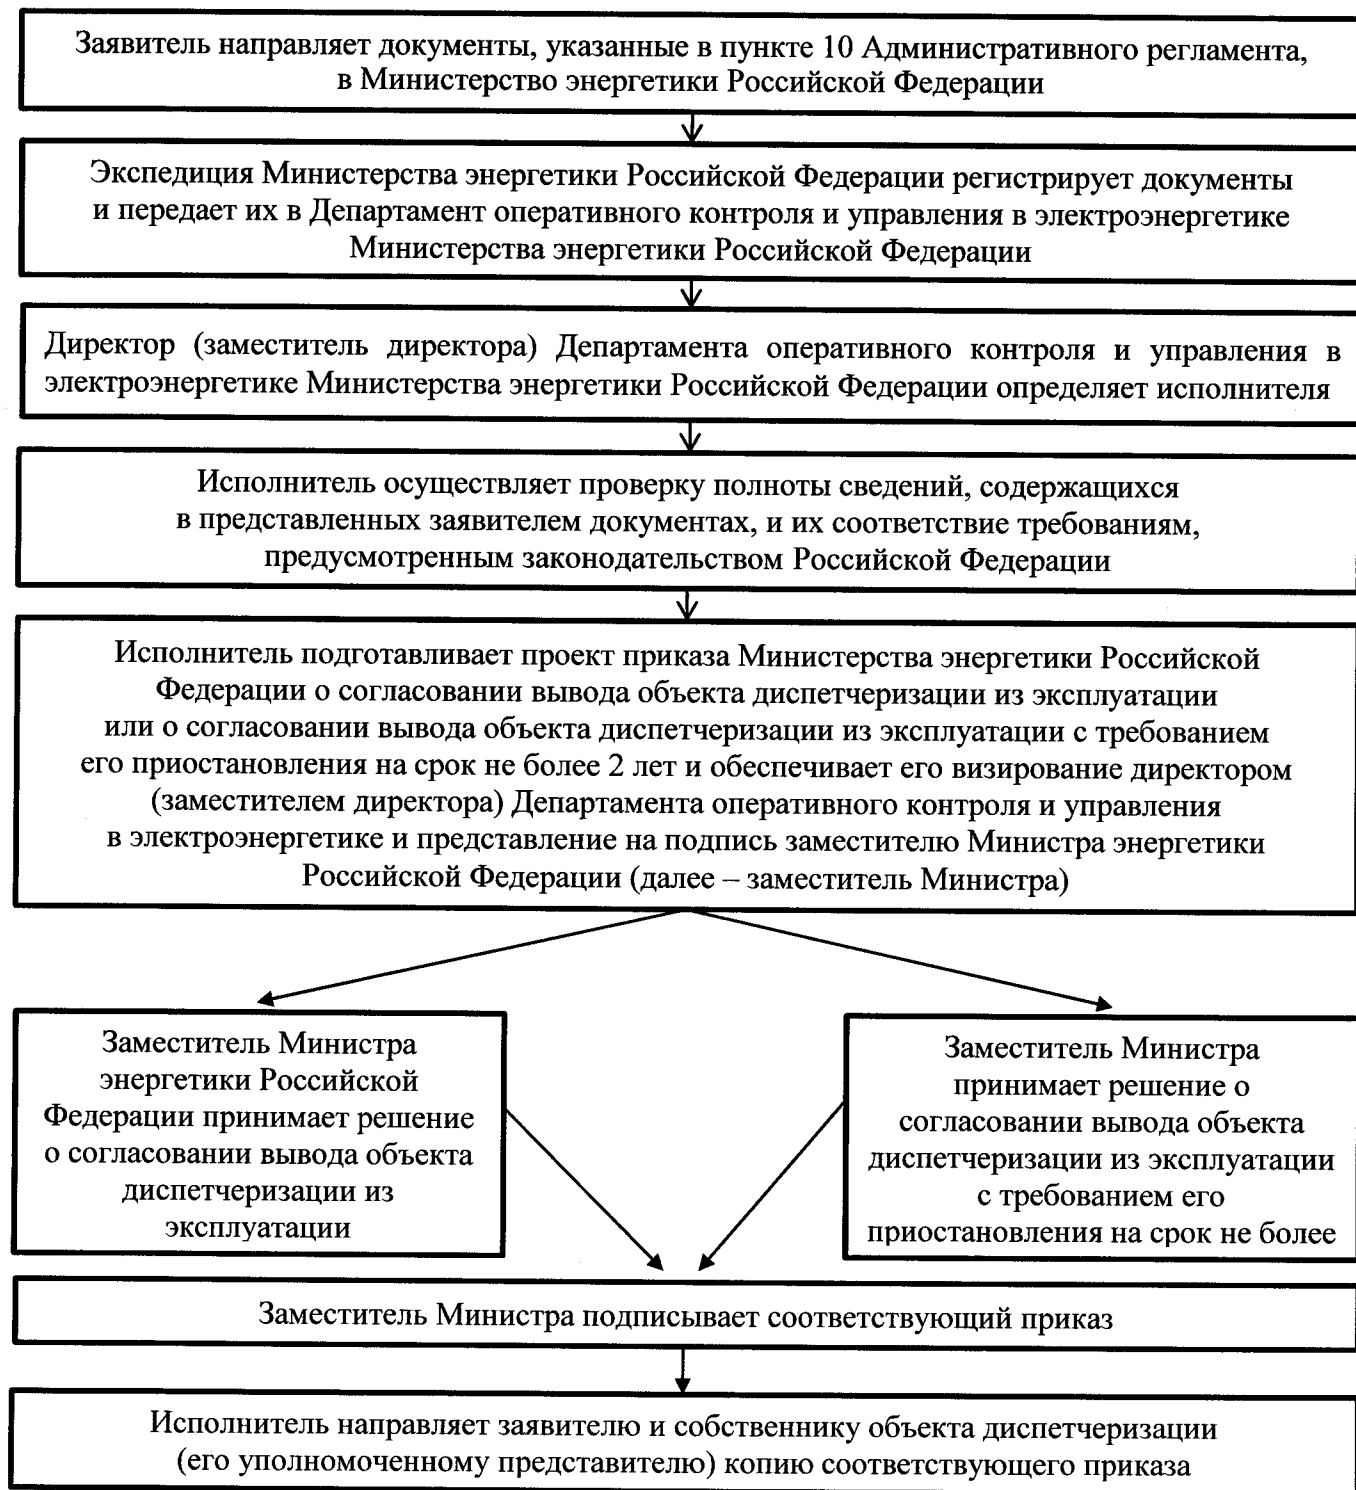 Заявитель направляет документы, указанные в пункте 10 Административного регламента,
в Министерство энергетики Российской Федерации
Экспедиция Министерства энергетики Российской Федерации регистрирует документы
и передает их в Департамент оперативного контроля и управления в электроэнергетике
Министерства энергетики Российской Федерации
Директор (заместитель директора) Департамента оперативного контроля и управления в
электроэнергетике Министерства энергетики Российской Федерации определяет исполнителя
Исполнитель осуществляет проверку полноты сведений, содержащихся
в представленных заявителем документах, и их соответствие требованиям,
предусмотренным законодательством Российской Федерации
Исполнитель подготавливает проект приказа Министерства энергетики Российской
Федерации о согласовании вывода объекта диспетчеризации из эксплуатации
или о согласовании вывода объекта диспетчеризации из эксплуатации с требованием
его приостановления на срок не более 2 лет и обеспечивает его визирование директором
(заместителем директора) Департамента оперативного контроля и управления
в электроэнергетике и представление на подпись заместителю Министра энергетики
Российской Федерации (далее – заместитель Министра)
Заместитель Министра
энергетики Российской
Федерации принимает решение
о согласовании вывода объекта
диспетчеризации из
эксплуатации
Заместитель Министра
принимает решение о
согласовании вывода объекта
диспетчеризации из эксплуатации
с требованием его
приостановления на срок не более
Заместитель Министра подписывает соответствующий приказ
Исполнитель направляет заявителю и собственнику объекта диспетчеризации
(его уполномоченному представителю) копию соответствующего приказа